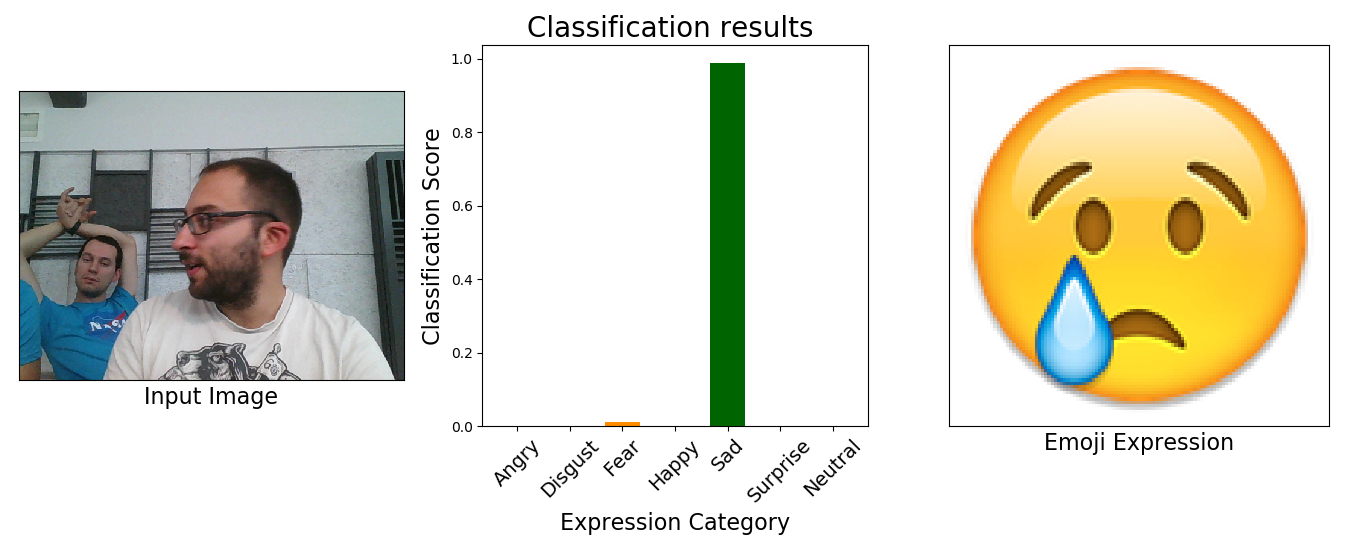 Classification results
NASA
Input Image
Classification Score
1.0
0.8
0.6
0.4
0.2
0.0
Angry
Disgust
Fear
Happy
Sad
Surprise
Neutral
Expression Category
Emoji Expression